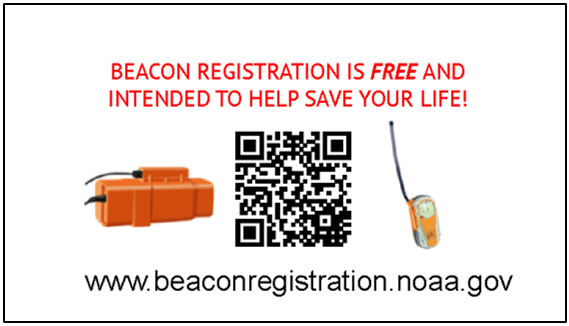 BEACON REGISTRATION IS FREE AND
INTENDED TO HELP SAVE YOUR LIFE!
www.beaconregistration.noaa.gov